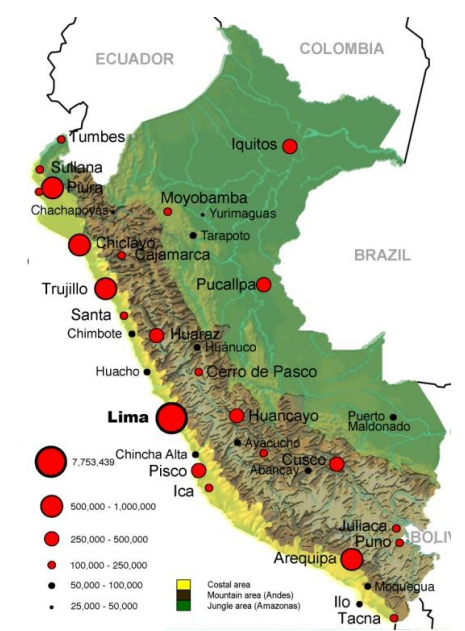 ECUADOR
COLOMBIA
Tumbes
Iquitos
Sullana
Piura
Moyobamba
Chachapoyas
Yurimaguas
Tarapoto
Chiclayo
Cajamarca
BRAZIL
Trujillo
Pucallpa
Santa
Chimbote
Huaraz
Huánuco
Huacho
Cerro de Pasco
Lima
Huancayo
Puerto
Maldonado
Ayacucho
Chincha Alta
Cusco
Pisco
Abancay
Ica
7,753,439
500,000 - 1,000,000
250,000 - 500,000
100,000 - 250,000
50,000 - 100,000
25,000 - 50,000
Costal area
Mountain area (Andes)
Jungle area (Amazonas)
Juliaca
Puno
BOLIV
Arequipa
Moquegua
Ilo
Tacna